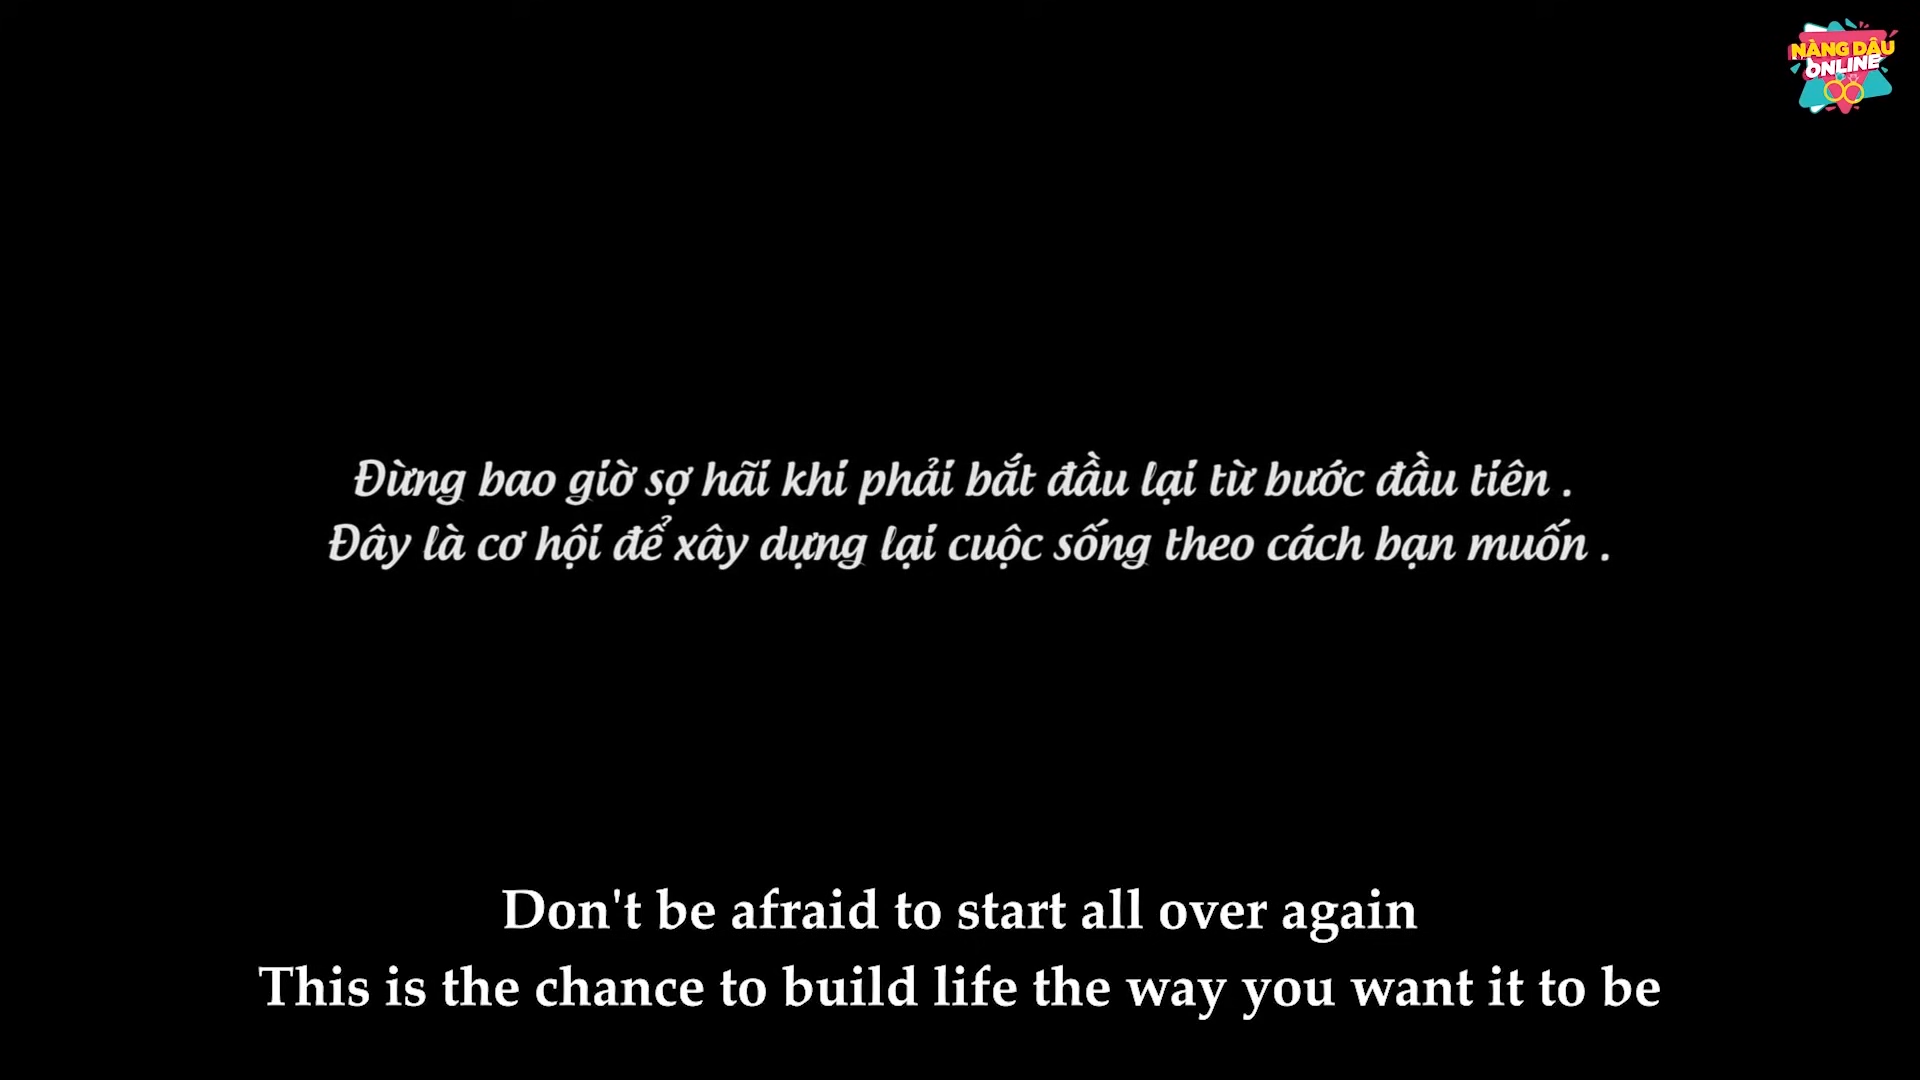 NÀNG DÂU
ONLINE
Đừng bao giờ sợ hãi khi phải bắt đầu lại từ bước đầu tiên .
Đây là cơ hội để xây dựng lại cuộc sống theo cách bạn muốn .
Don't be afraid to start all over again
This is the chance to build life the way you want it to be